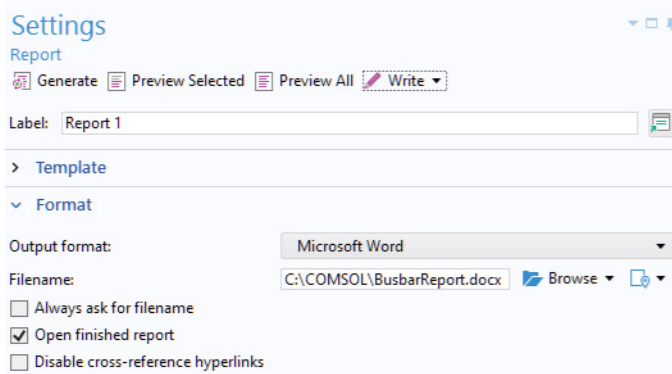 Settings
Report
Generate Preview Selected Preview All Write
Label: Report 1
Template
Format
Output format: Microsoft Word
Filename: C:\COMSOL\BusbarReport.docx Browse
Always ask for filename
Open finished report
Disable cross-reference hyperlinks